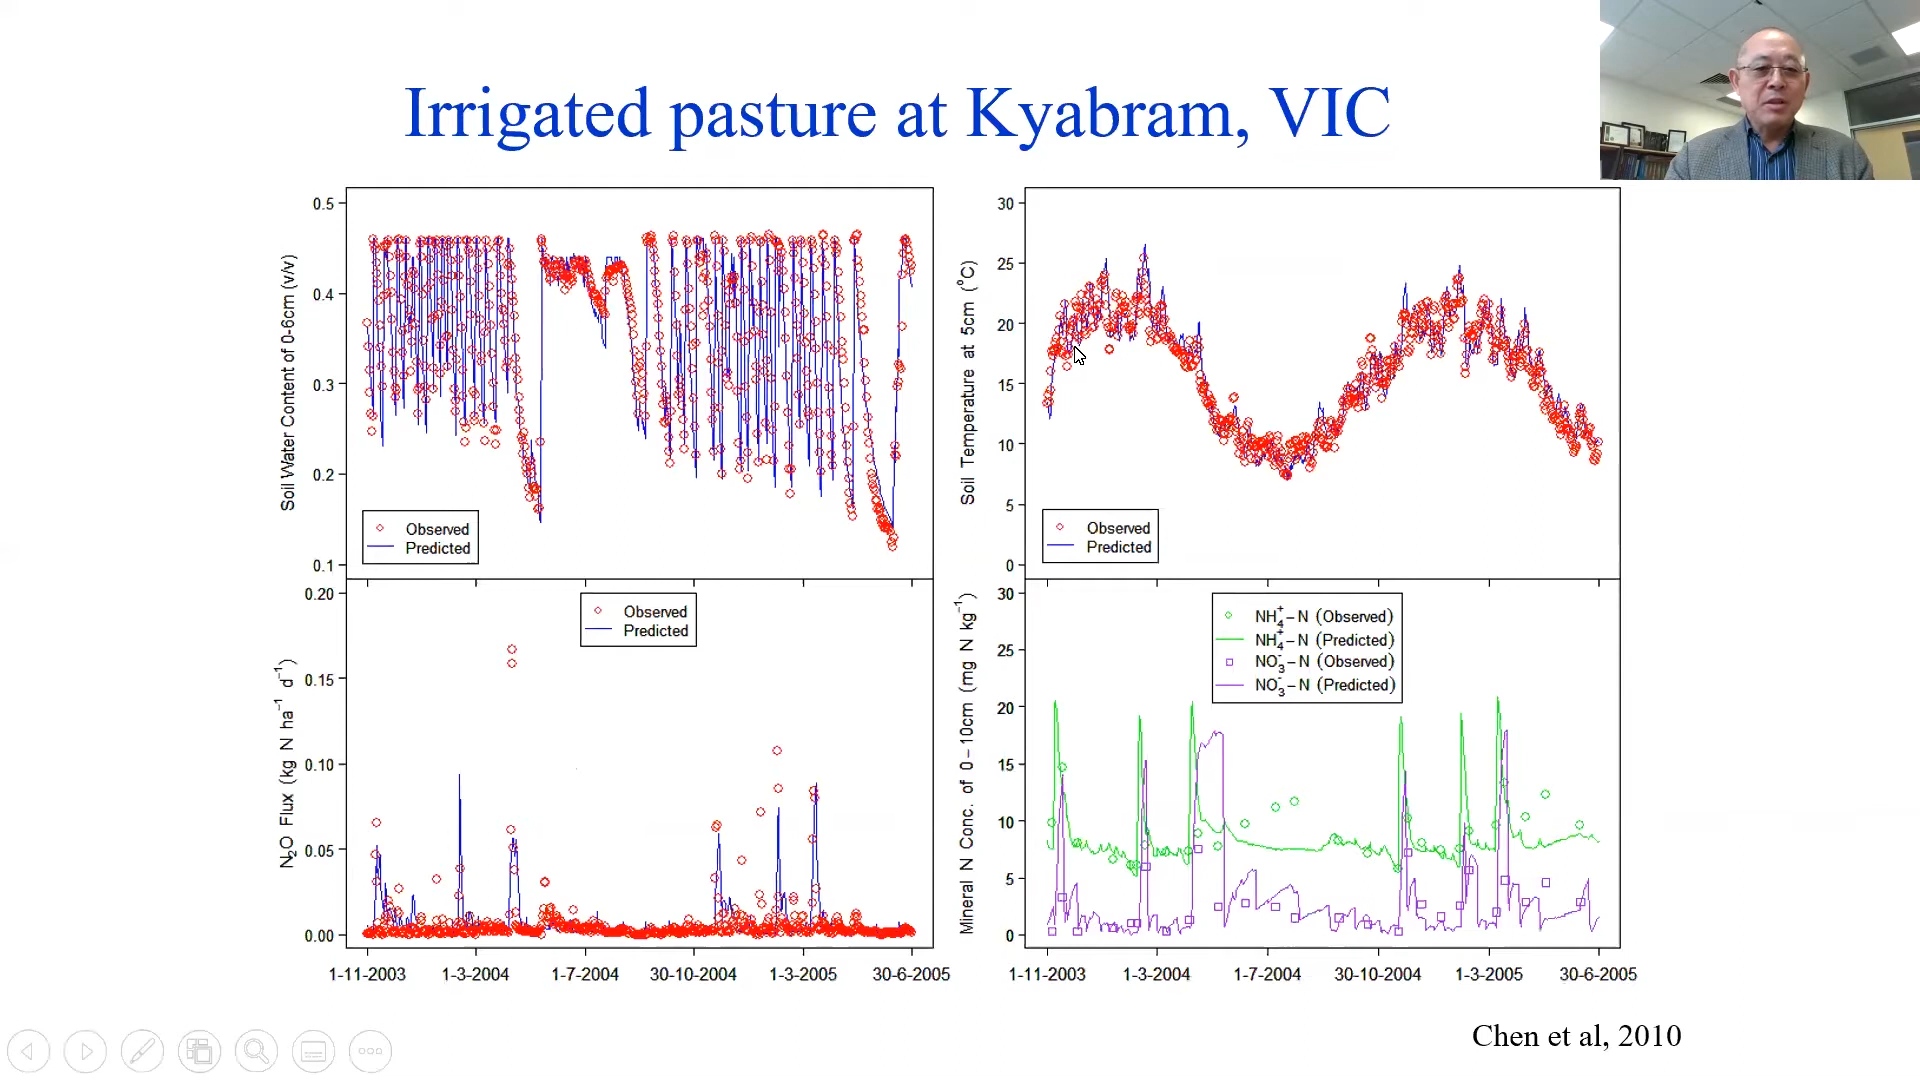 Irrigated pasture at Kyabram, VIC
Soil Water Content of 0-6cm (v/v)
0.5
0.4
0.3
0.2
0.1
Observed
Predicted
Soil Temperature at 5cm (°C)
30
25
20
15
10
5
0
Observed
Predicted
N₂O Flux (kg N ha⁻¹ d⁻¹)
0.20
0.15
0.10
0.05
0.00
Observed
Predicted
1-11-2003 1-3-2004 1-7-2004 30-10-2004 1-3-2005 30-6-2005
Mineral N Conc. of 0-10cm (mg N kg⁻¹)
30
25
20
15
10
5
0
NH₄⁺-N (Observed)
NH₄⁺-N (Predicted)
NO₃⁻-N (Observed)
NO₃⁻-N (Predicted)
1-11-2003 1-3-2004 1-7-2004 30-10-2004 1-3-2005 30-6-2005
Chen et al, 2010